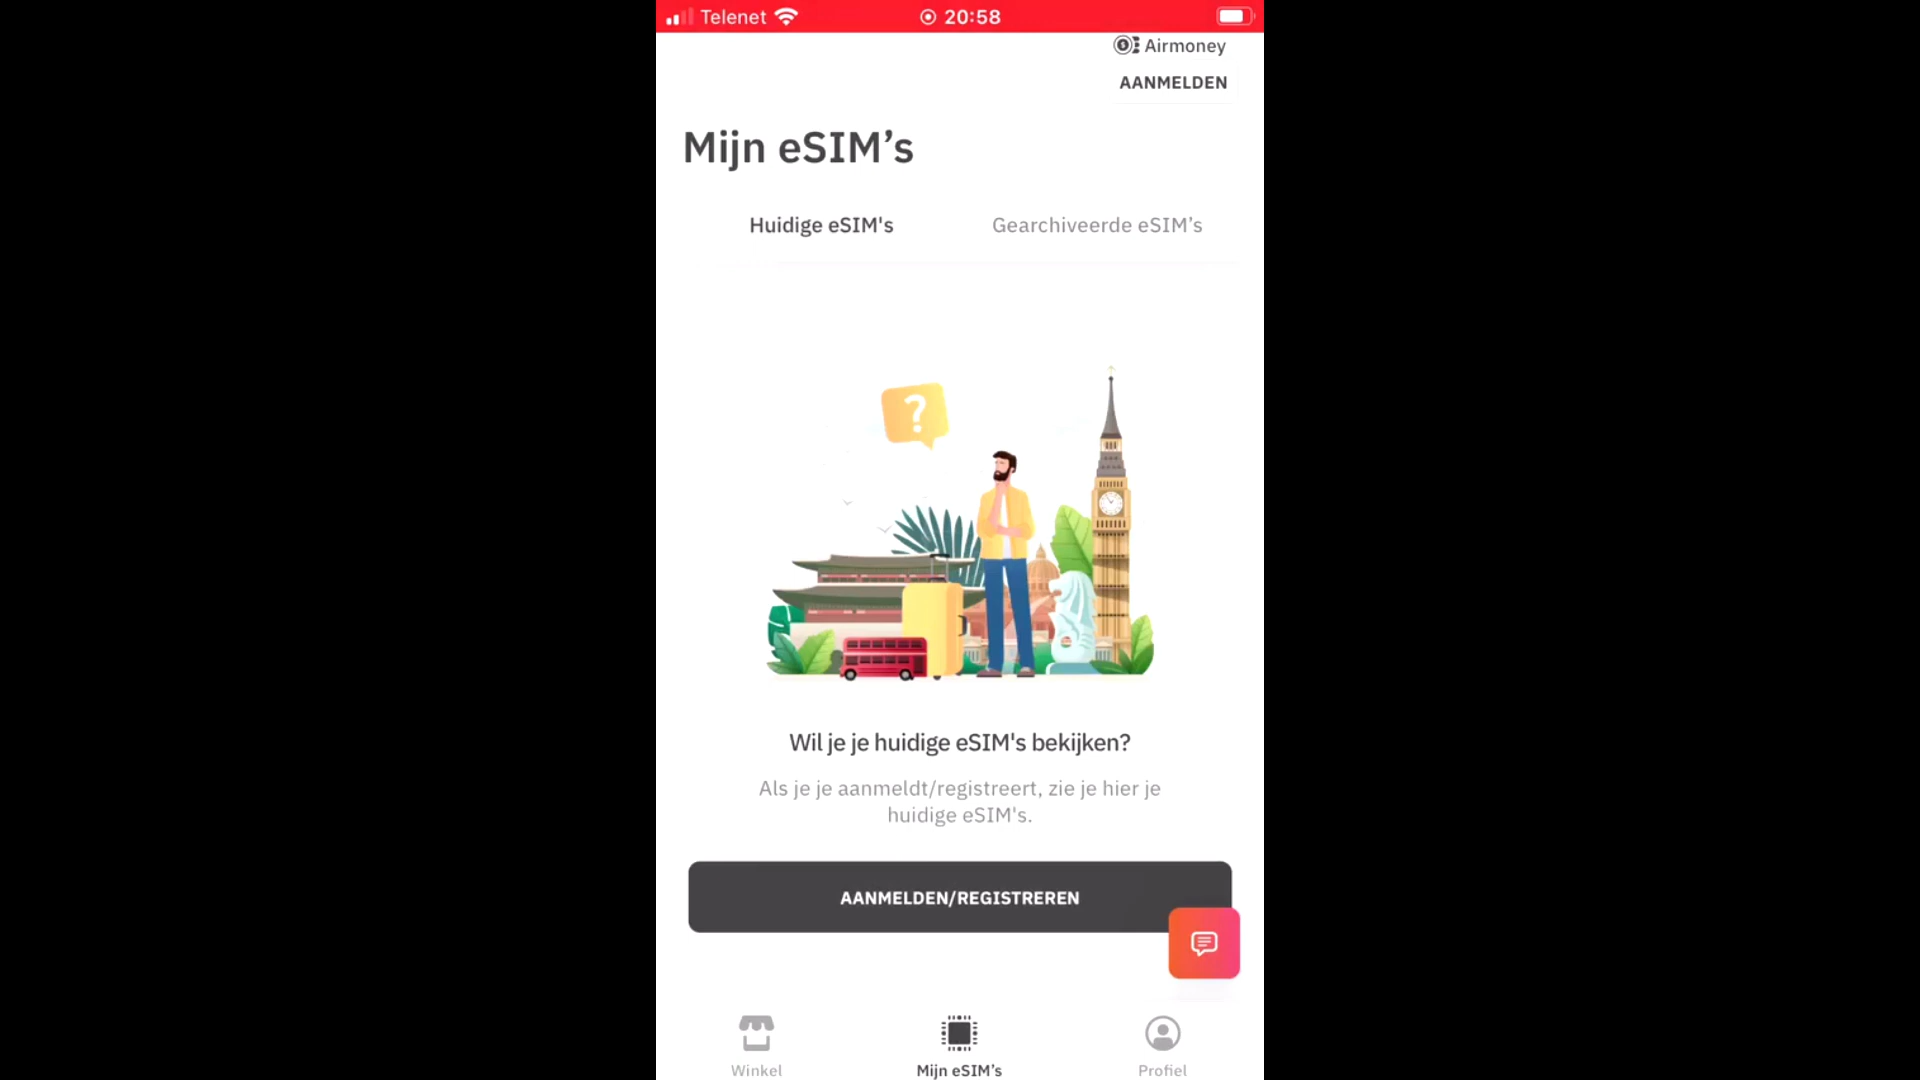 Telenet 20:58
Airmoney
AANMELDEN
Mijn eSIM’s
Huidige eSIM's Gearchiveerde eSIM’s
?
Wil je je huidige eSIM's bekijken?
Als je je aanmeldt/registreert, zie je hier je
huidige eSIM's.
AANMELDEN/REGISTREREN
Winkel Mijn eSIM’s Profiel